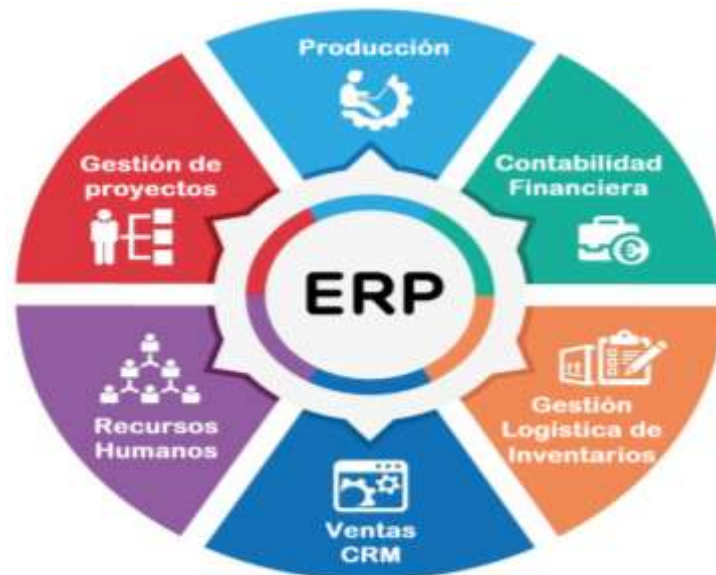 Producción
Contabilidad
Financiera
Gestión
Logística de
Inventarios
Ventas
CRM
Recursos
Humanos
Gestión de
proyectos
ERP